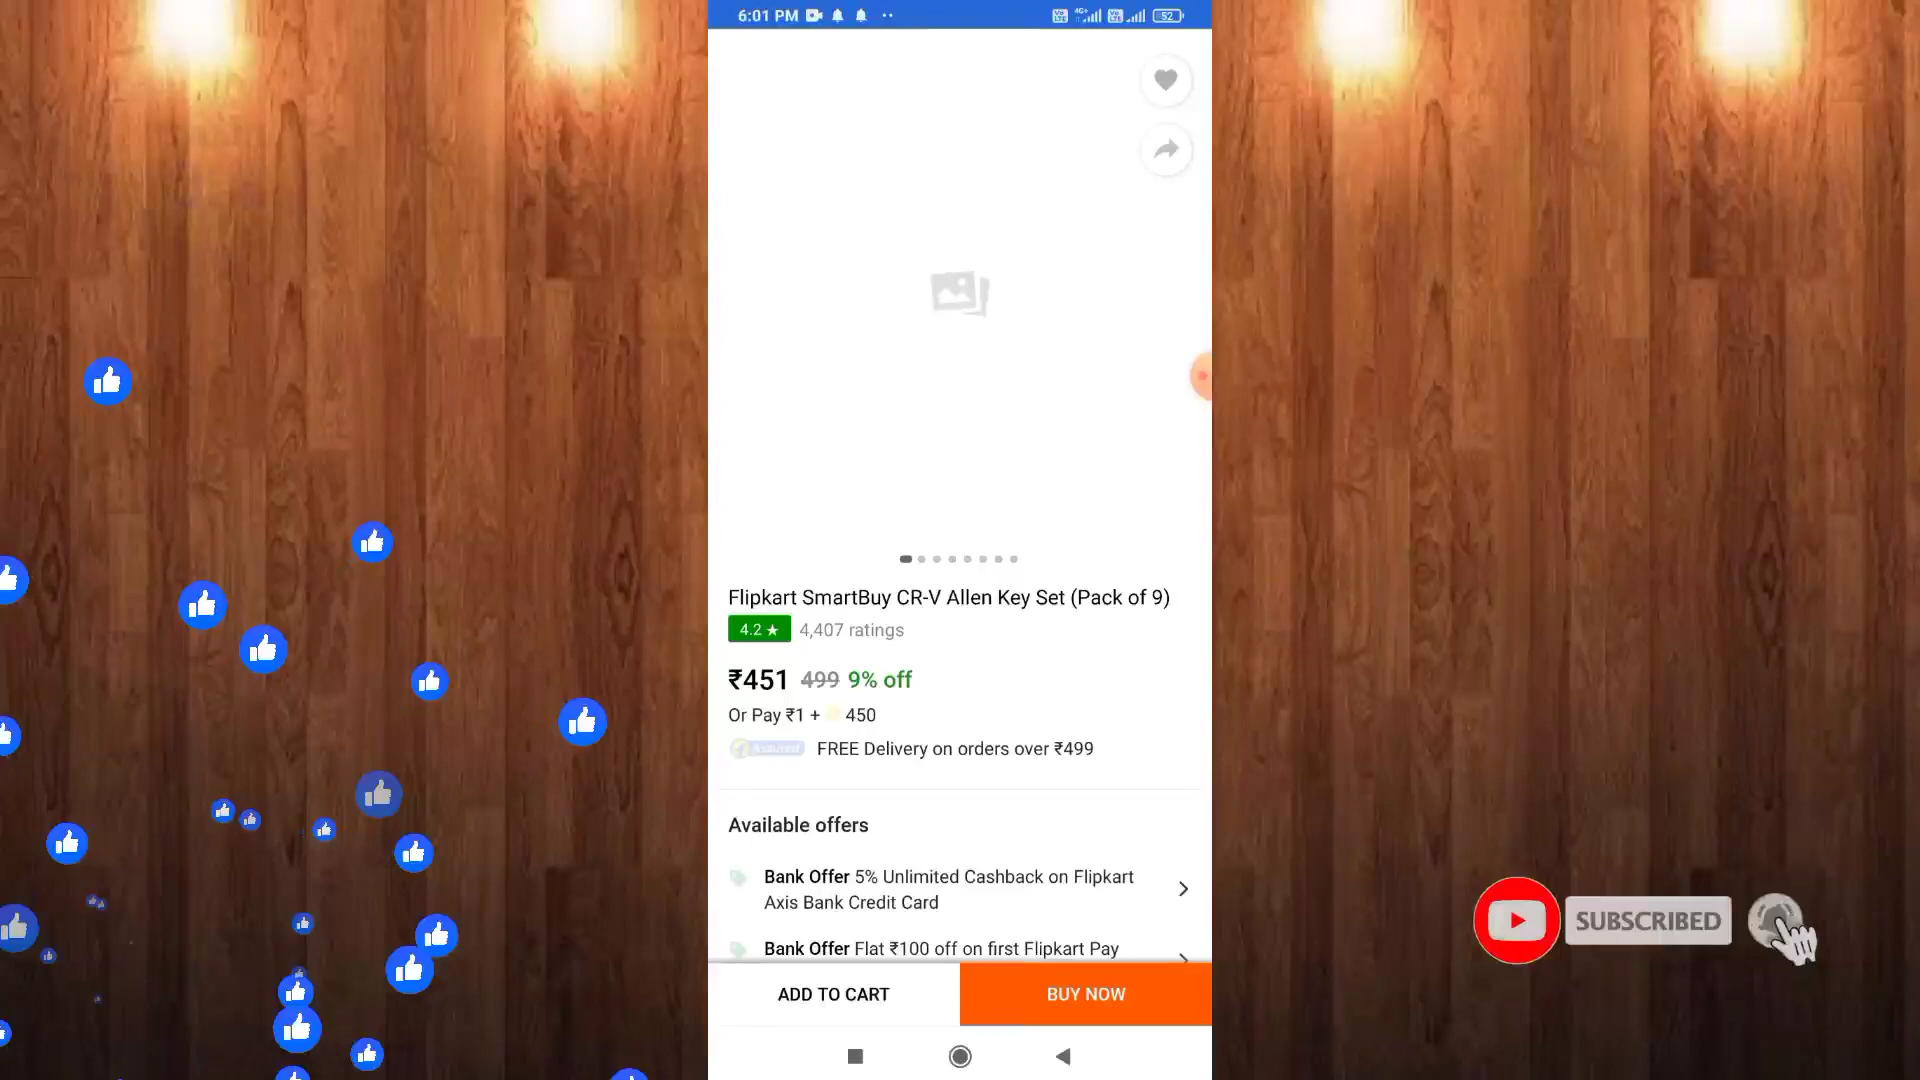 6:01 PM
52
Flipkart SmartBuy CR-V Allen Key Set (Pack of 9)
4.2 ★ 4,407 ratings
₹451 499 9% off
Or Pay ₹1 + 450
Assured FREE Delivery on orders over ₹499
Available offers
Bank Offer 5% Unlimited Cashback on Flipkart
Axis Bank Credit Card
Bank Offer Flat ₹100 off on first Flipkart Pay
ADD TO CART
BUY NOW
SUBSCRIBED